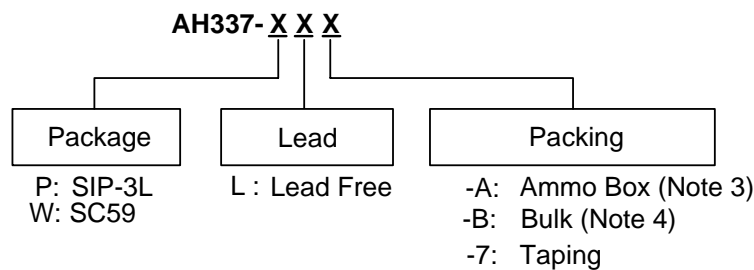 AH337- X X X
Package
Lead
Packing
P: SIP-3L
W: SC59
L : Lead Free
-A: Ammo Box (Note 3)
-B: Bulk (Note 4)
-7: Taping